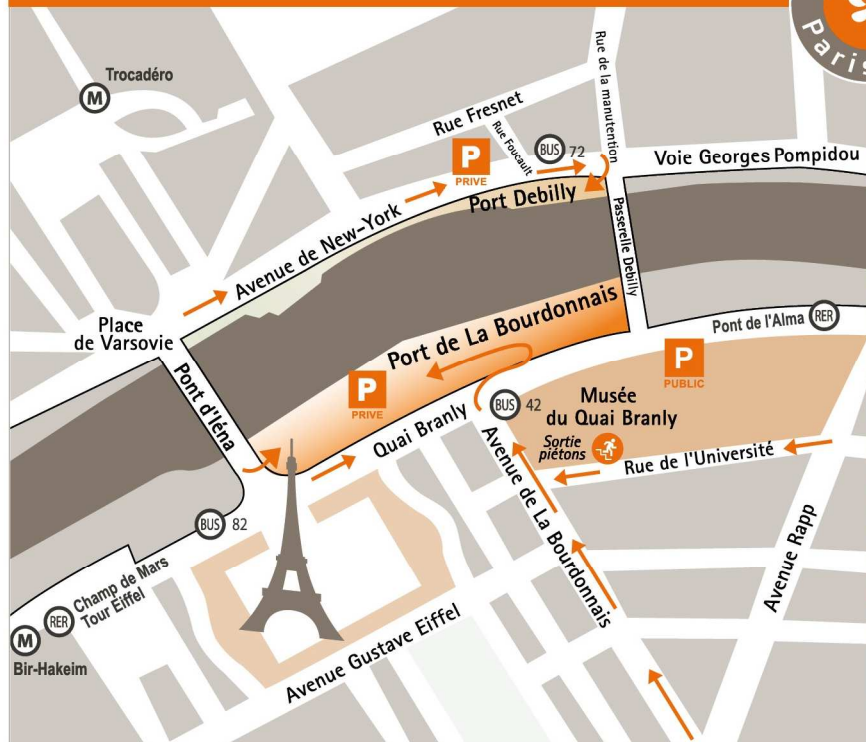 Paris
Trocadéro
M
Rue de la manutention
Rue Fresnet
Rue Foucault
BUS 72
P
PRIVE
Voie Georges Pompidou
Port Debilly
Passerelle Debilly
Avenue de New-York
Place
de Varsovie
Port de La Bourdonnais
Pont de l'Alma RER
Pont d'Iéna
P
PRIVE
P
PUBLIC
BUS 42
Musée
du Quai Branly
Quai Branly
Sortie
piétons
Rue de l'Université
Avenue de La Bourdonnais
BUS 82
Avenue Rapp
RER
Champ de Mars
Tour Eiffel
M
Bir-Hakeim
Avenue Gustave Eiffel